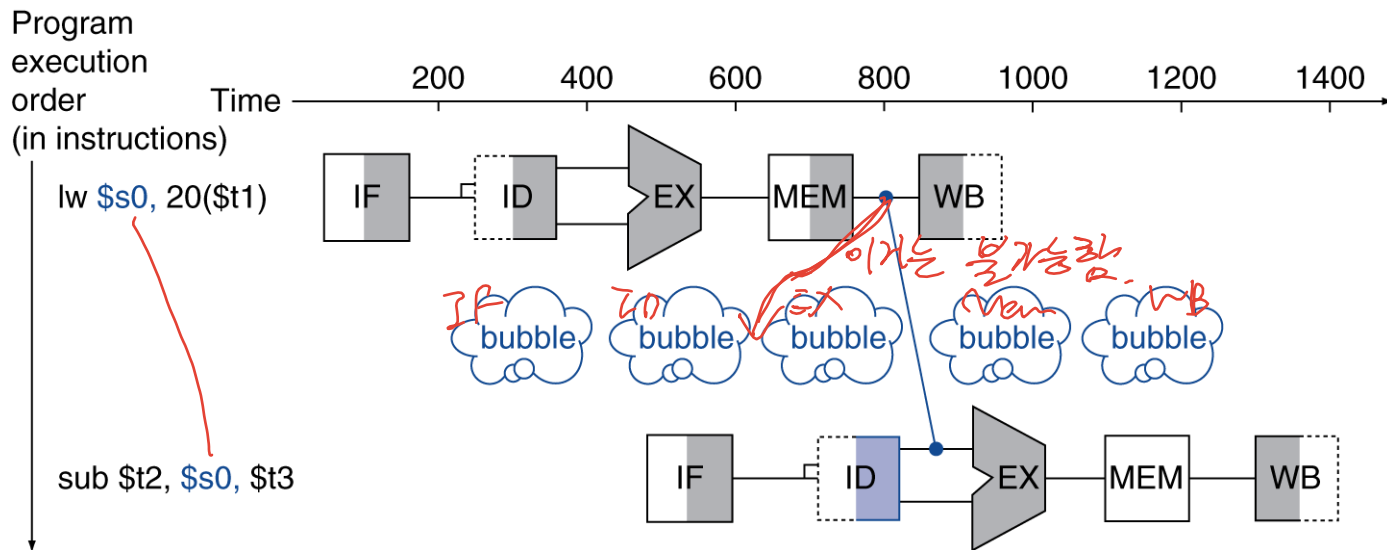 Program
execution
order
(in instructions)
Time
200 400 600 800 1000 1200 1400
lw $s0, 20($t1)
IF ID EX MEM WB
이거는 불가능함.
IF ID EX Mem WB
bubble bubble bubble bubble bubble
sub $t2, $s0, $t3
IF ID EX MEM WB